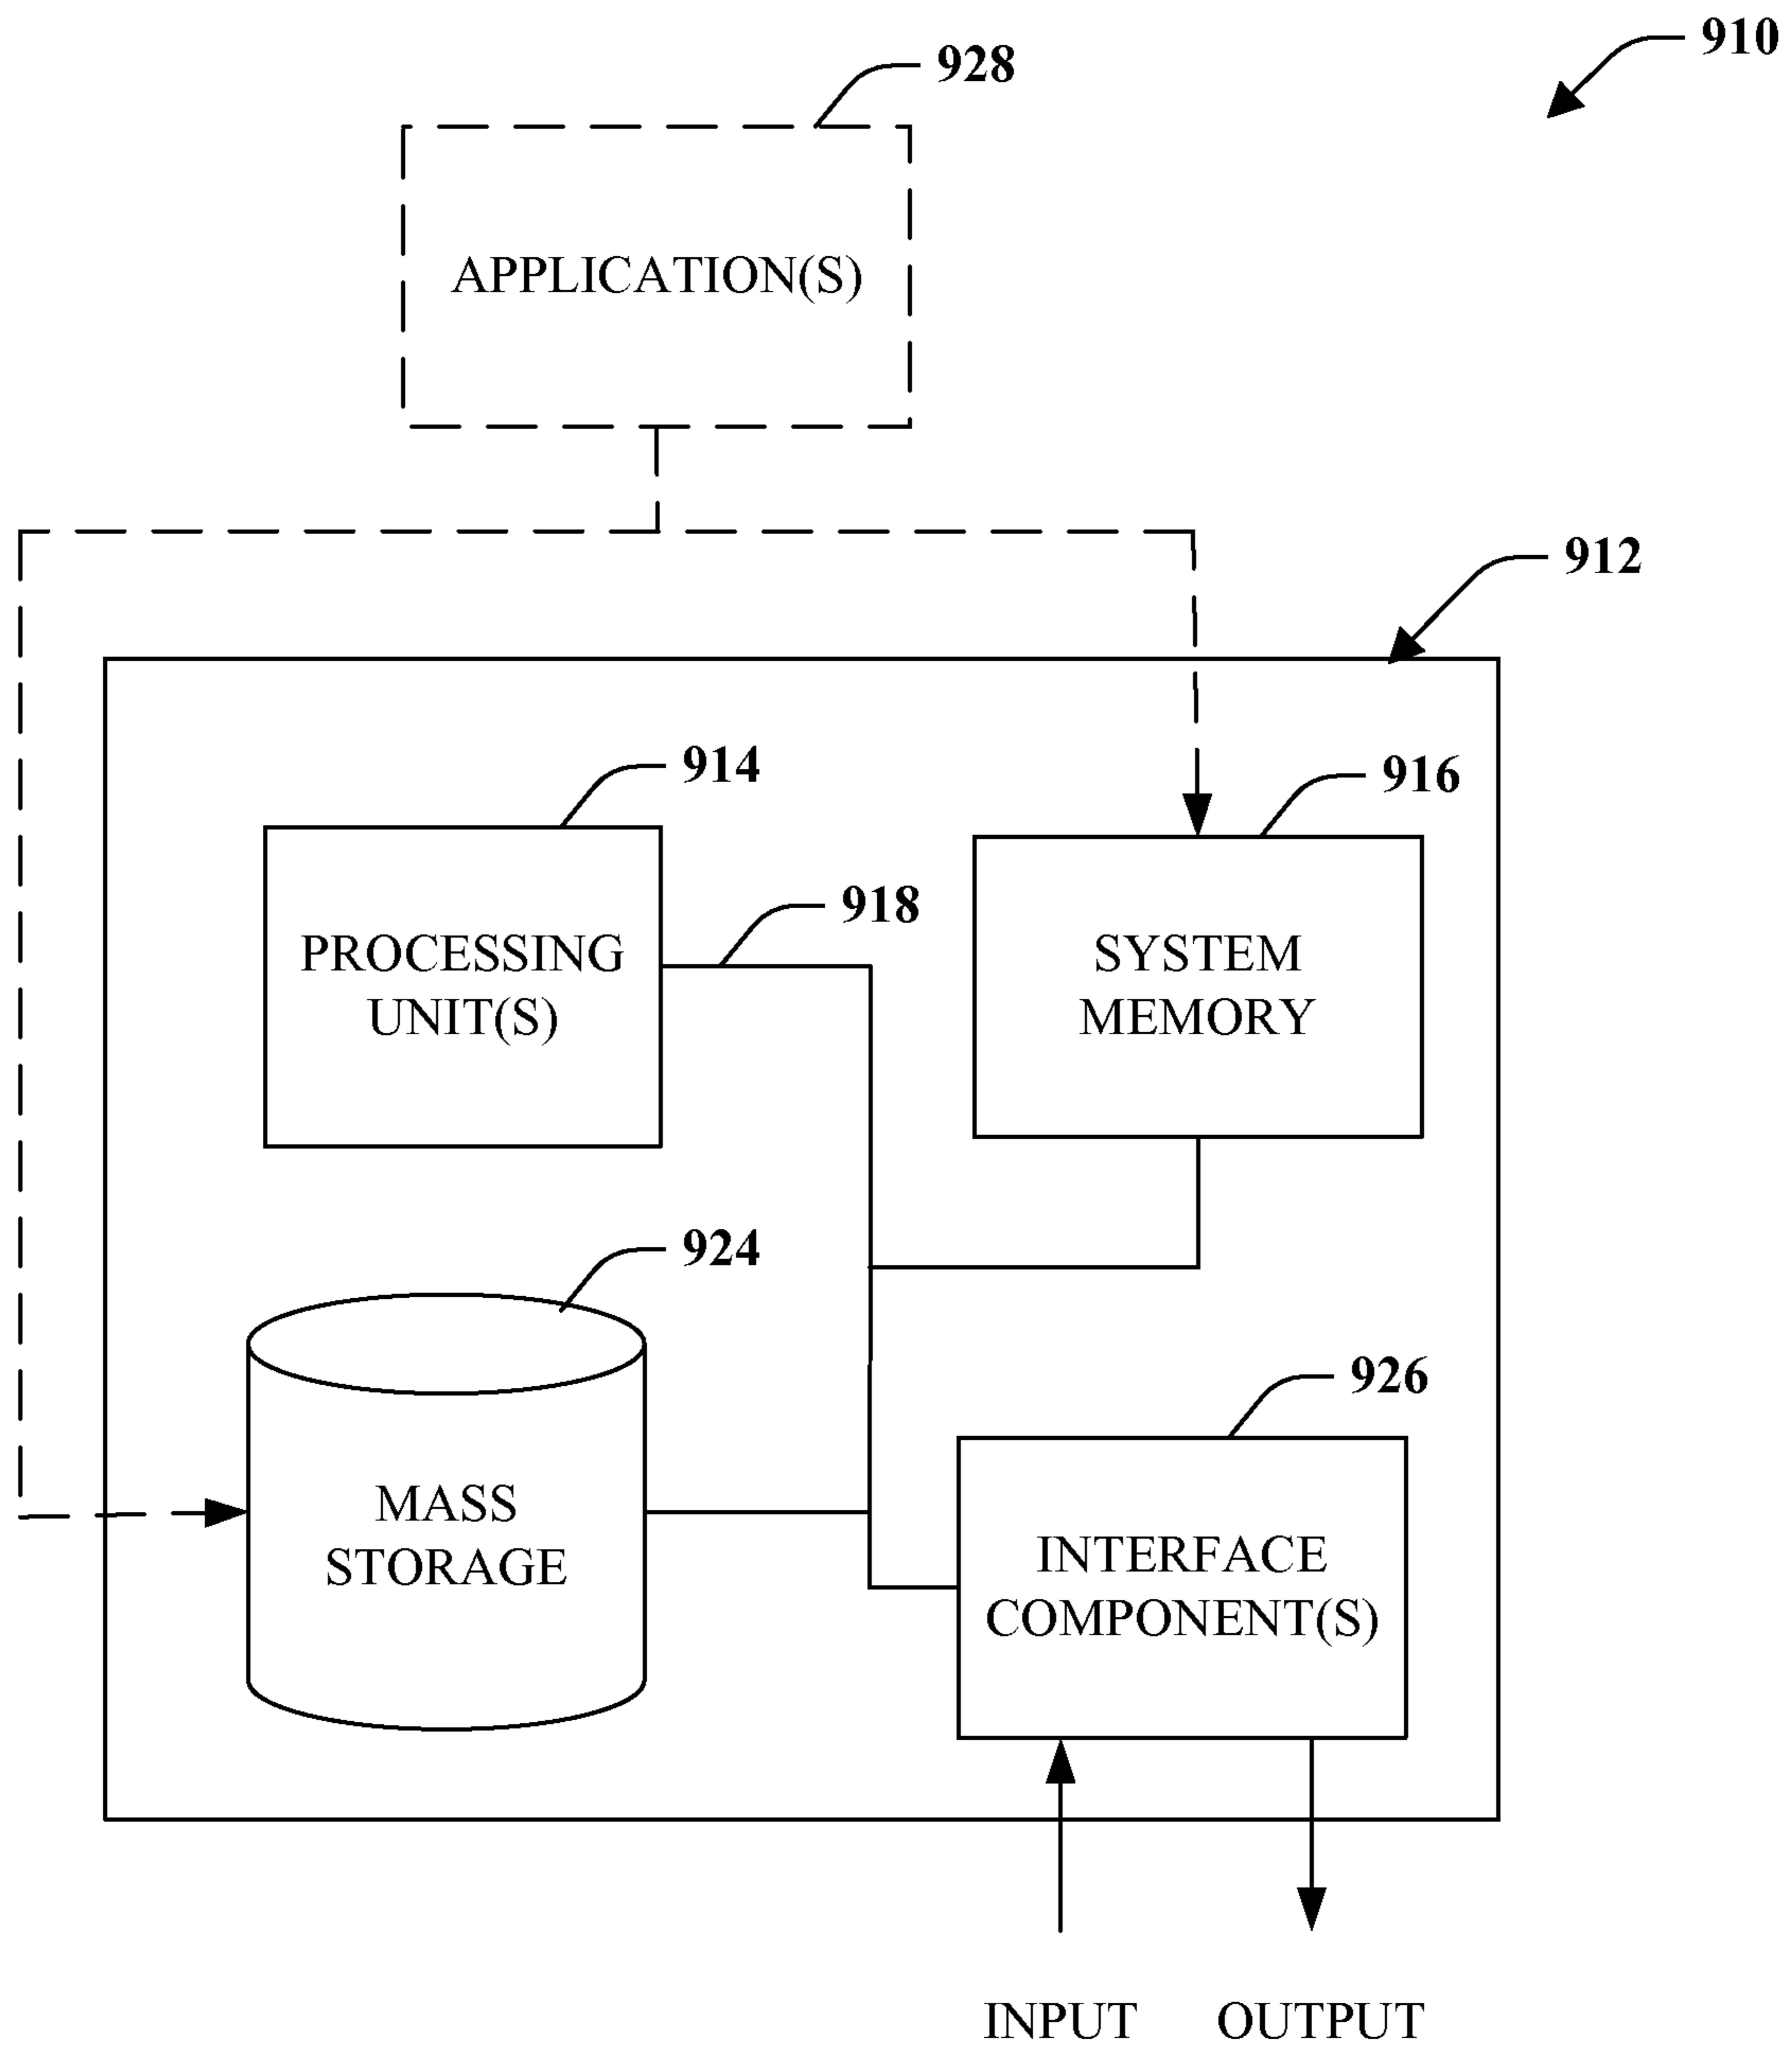 910
928
APPLICATION(S)
912
914
916
918
PROCESSING
UNIT(S)
SYSTEM
MEMORY
924
926
MASS
STORAGE
INTERFACE
COMPONENT(S)
INPUT
OUTPUT